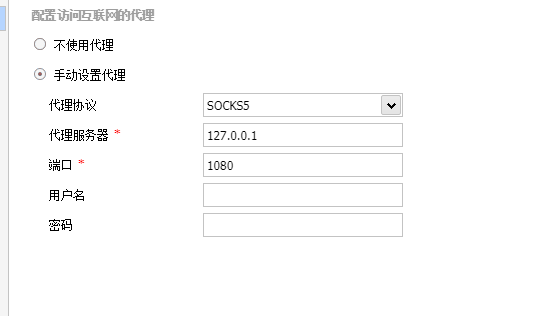 配置访问互联网的代理
不使用代理
手动设置代理
代理协议 SOCKS5
代理服务器 * 127.0.0.1
端口 * 1080
用户名
密码